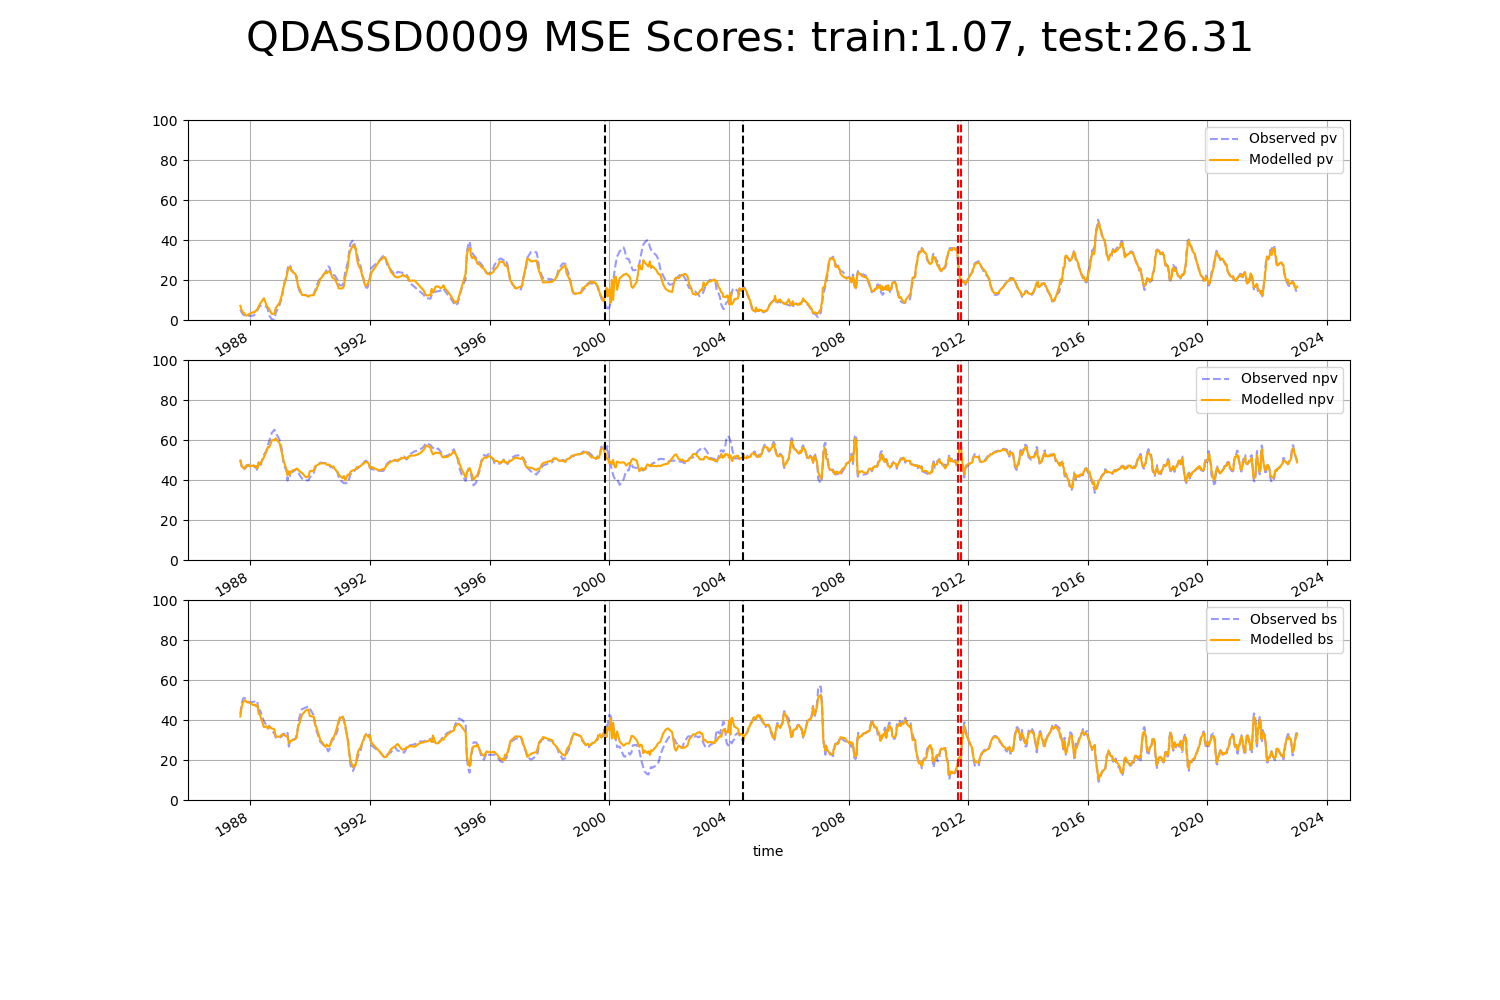 QDASSD0009 MSE Scores: train:1.07, test:26.31
100
80
60
40
20
0
Observed pv
Modelled pv
1988 1992 1996 2000 2004 2008 2012 2016 2020 2024
100
80
60
40
20
0
Observed npv
Modelled npv
1988 1992 1996 2000 2004 2008 2012 2016 2020 2024
100
80
60
40
20
0
Observed bs
Modelled bs
1988 1992 1996 2000 2004 2008 2012 2016 2020 2024
time